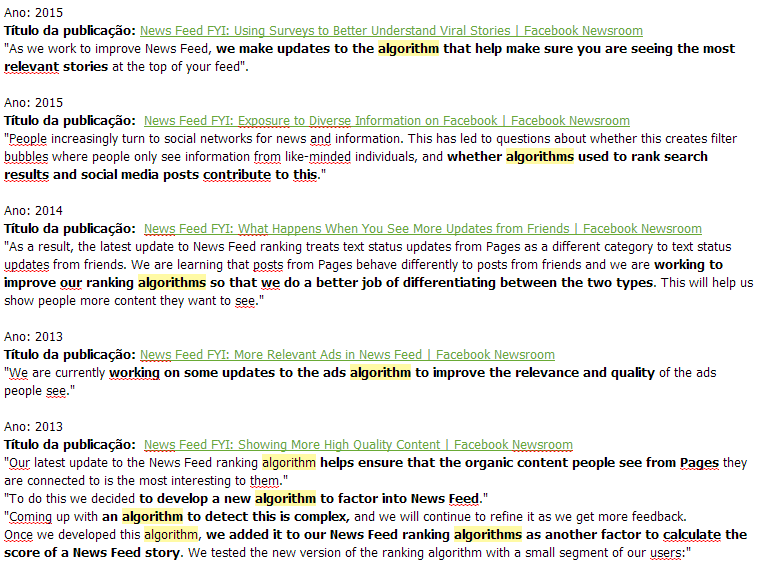 Ano: 2015
Título da publicação: News Feed FYI: Using Surveys to Better Understand Viral Stories | Facebook Newsroom
"As we work to improve News Feed, we make updates to the algorithm that help make sure you are seeing the most
relevant stories at the top of your feed".
Ano: 2015
Título da publicação: News Feed FYI: Exposure to Diverse Information on Facebook | Facebook Newsroom
"People increasingly turn to social networks for news and information. This has led to questions about whether this creates filter
bubbles where people only see information from like-minded individuals, and whether algorithms used to rank search
results and social media posts contribute to this."
Ano: 2014
Título da publicação: News Feed FYI: What Happens When You See More Updates from Friends | Facebook Newsroom
"As a result, the latest update to News Feed ranking treats text status updates from Pages as a different category to text status
updates from friends. We are learning that posts from Pages behave differently to posts from friends and we are working to
improve our ranking algorithms so that we do a better job of differentiating between the two types. This will help us
show people more content they want to see."
Ano: 2013
Título da publicação: News Feed FYI: More Relevant Ads in News Feed | Facebook Newsroom
"We are currently working on some updates to the ads algorithm to improve the relevance and quality of the ads
people see."
Ano: 2013
Título da publicação: News Feed FYI: Showing More High Quality Content | Facebook Newsroom
"Our latest update to the News Feed ranking algorithm helps ensure that the organic content people see from Pages they
are connected to is the most interesting to them."
"To do this we decided to develop a new algorithm to factor into News Feed."
"Coming up with an algorithm to detect this is complex, and we will continue to refine it as we get more feedback.
Once we developed this algorithm, we added it to our News Feed ranking algorithms as another factor to calculate the
score of a News Feed story. We tested the new version of the ranking algorithm with a small segment of our users:"